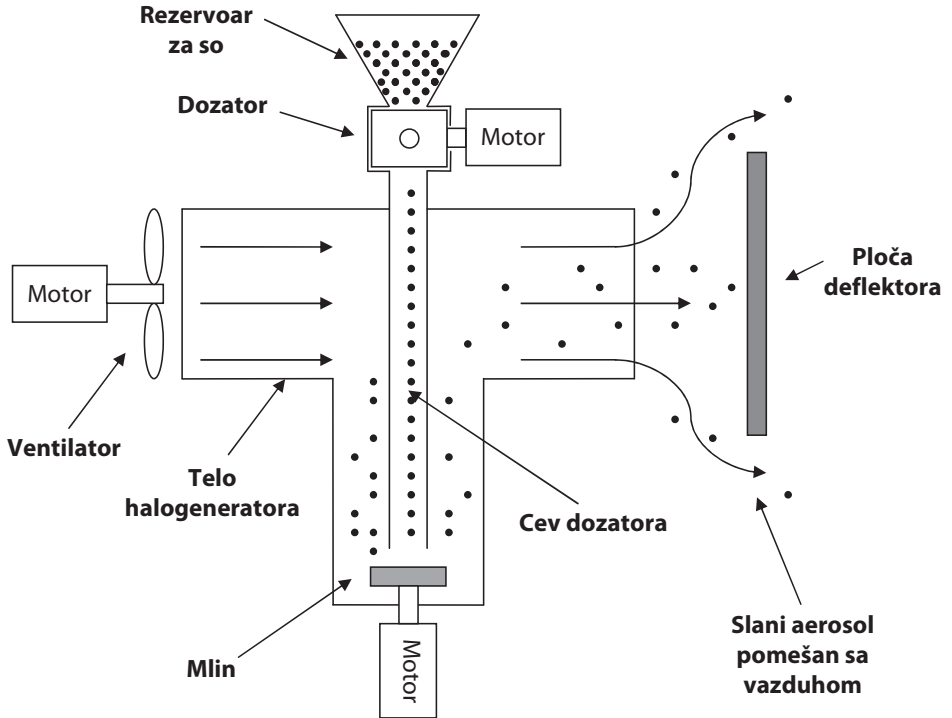 Rezervoar
za so
Dozator
Motor
Motor
Ploča
deflektora
Ventilator
Telo
halogeneratora
Cev dozatora
Mlin
Motor
Slani aerosol
pomešan sa
vazduhom